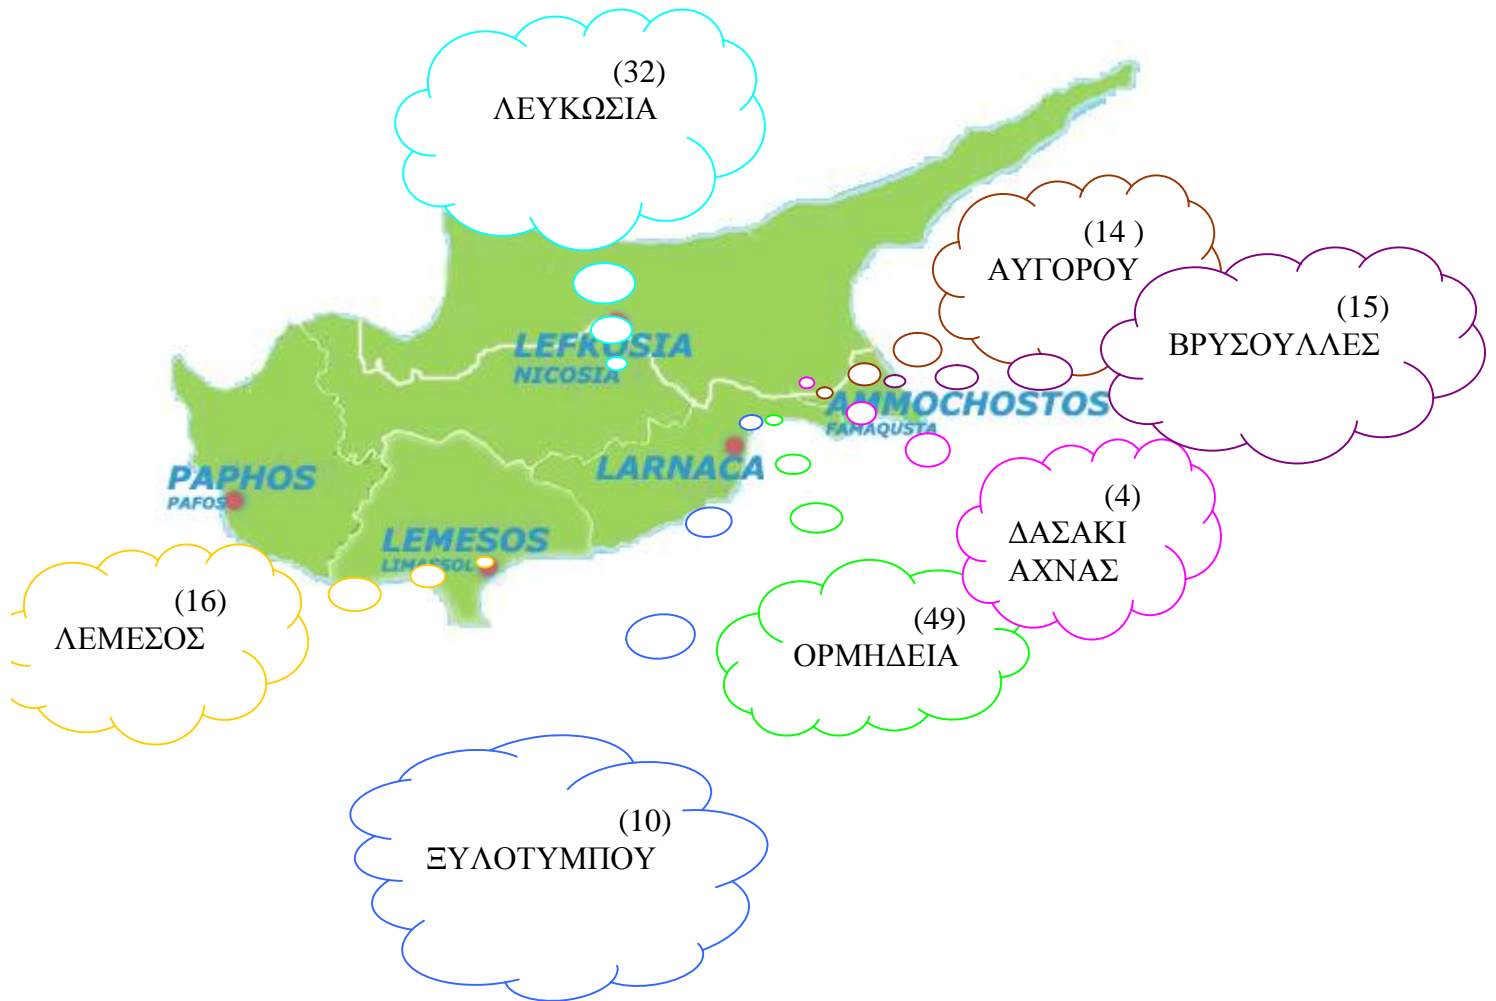 (32)
ΛΕΥΚΩΣΙΑ
(14 )
ΑΥΓΟΡΟΥ
(15)
ΒΡΥΣΟΥΛΛΕΣ
LEFKOSIA
NICOSIA
AMMOCHOSTOS
FAMAQUSTA
LARNACA
PAPHOS
PAFOS
(4)
ΔΑΣΑΚΙ
ΑΧΝΑΣ
LEMESOS
LIMASSOL
(16)
ΛΕΜΕΣΟΣ
(49)
ΟΡΜΗΔΕΙΑ
(10)
ΞΥΛΟΤΥΜΠΟΥ